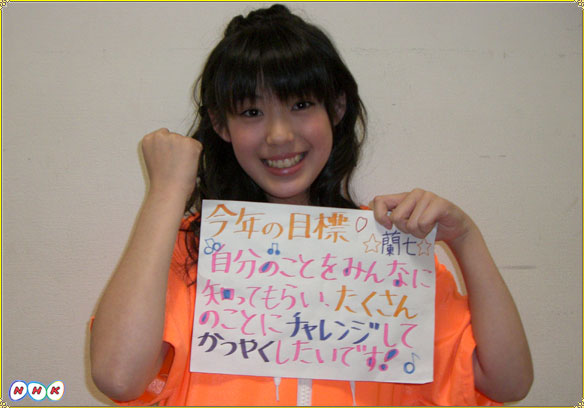 今年の目標♡
☆蘭七☆
自分のことをみんなに
知ってもらい、たくさん
のことにチャレンジして
かつやくしたいです!♪
NHK